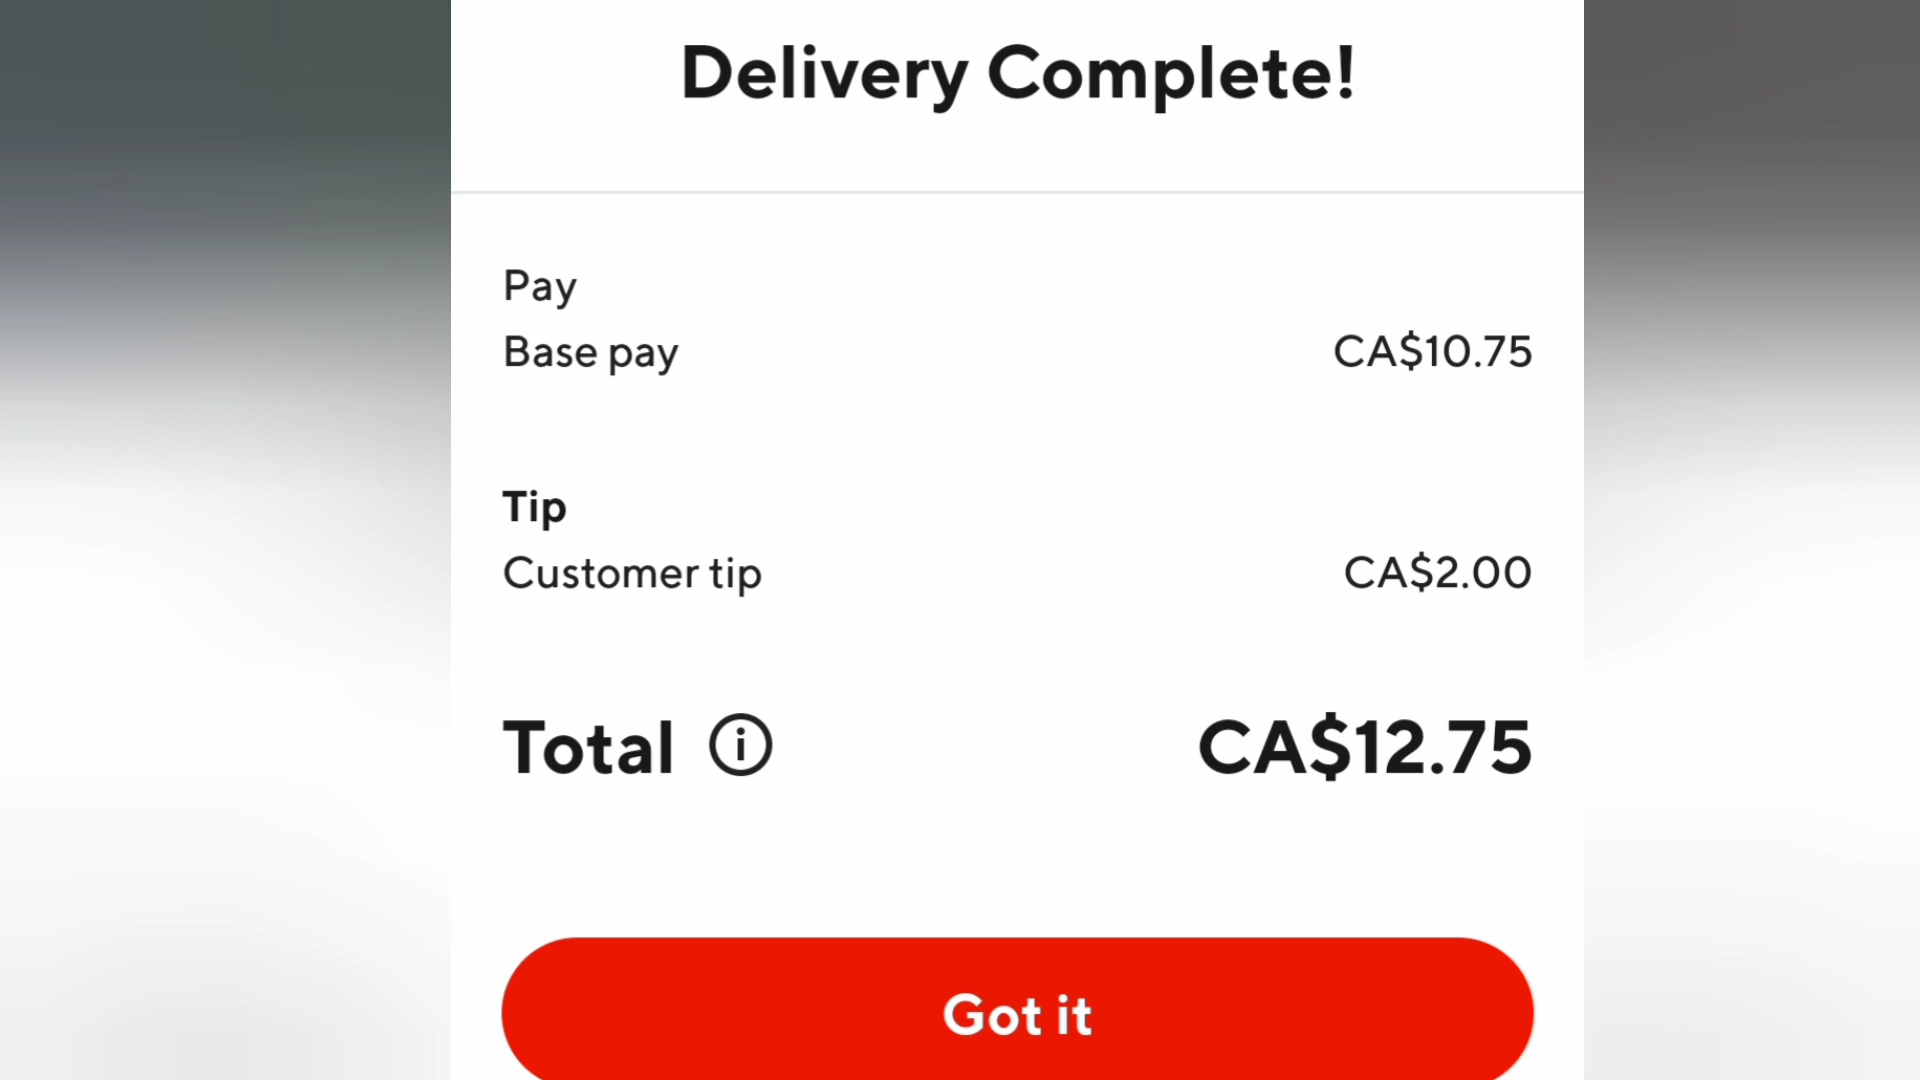 Delivery Complete!
Pay
Base pay CA$10.75
Tip
Customer tip CA$2.00
Total CA$12.75
Got it